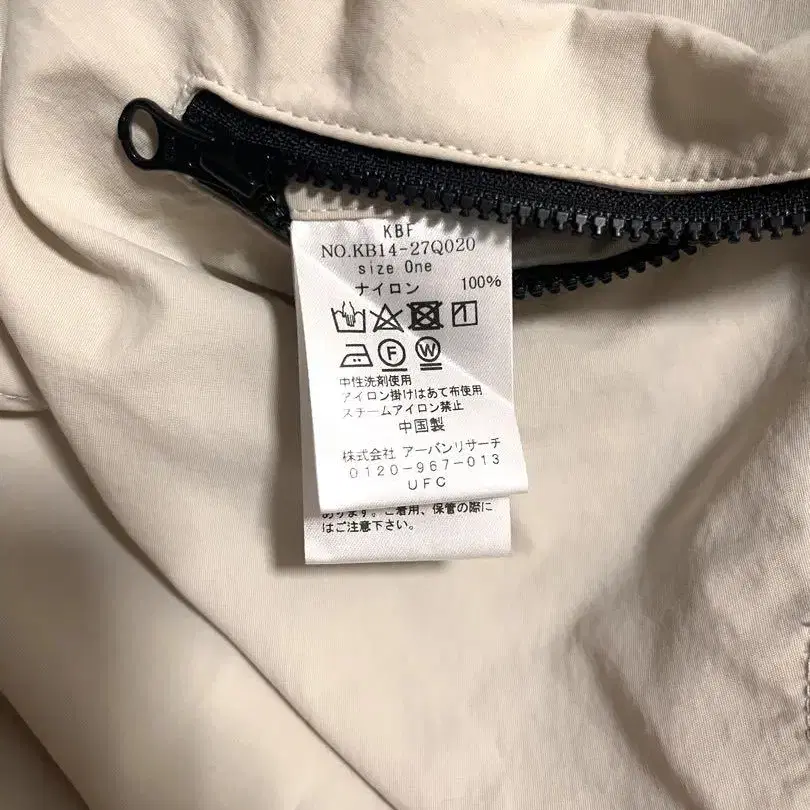 KBF
NO.KB14-27Q020
size One
ナイロン 100%
F W
中性洗剤使用
アイロン掛けはあて布使用
スチームアイロン禁止
中国製
株式会社 アーバンリサーチ
0120-967-013
UFC
あります。ご着用、保管の際に
はご注意下さい。